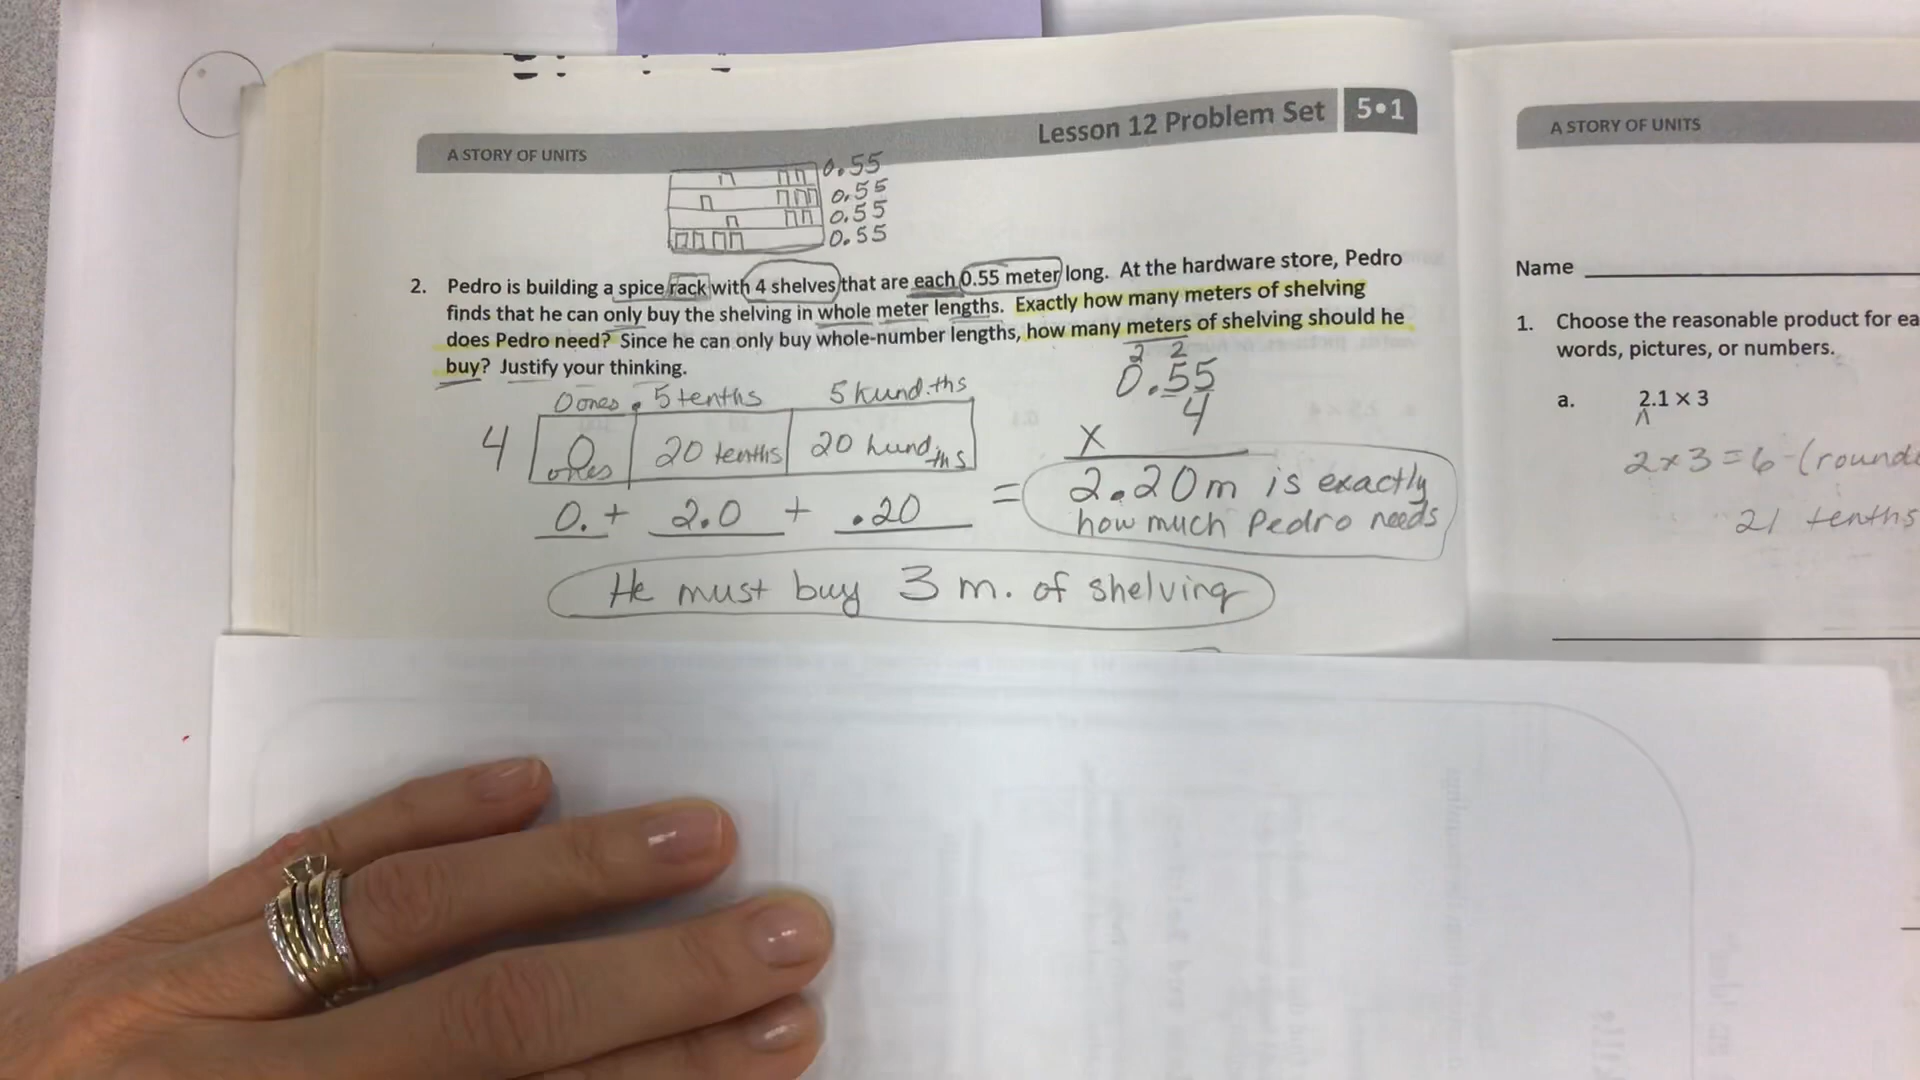 Lesson 12 Problem Set 5•1
A STORY OF UNITS
0.55
0.55
0.55
0.55
2. Pedro is building a spice rack with 4 shelves that are each 0.55 meter long. At the hardware store, Pedro
finds that he can only buy the shelving in whole meter lengths. Exactly how many meters of shelving
does Pedro need? Since he can only buy whole-number lengths, how many meters of shelving should he
buy? Justify your thinking.
0 ones . 5 tenths 5 hund.ths
4 0 ones 20 tenths 20 hund ths
0. + 2.0 + .20 =
2 2
0.55
x 4
2.20m is exactly
how much Pedro needs
He must buy 3 m. of shelving
A STORY OF UNITS
Name
1. Choose the reasonable product for
words, pictures, or numbers.
a. 2.1 × 3
2 x 3 = 6
21 tenths